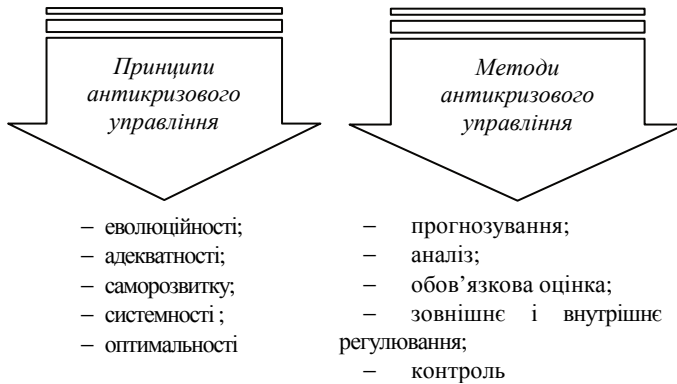 Принципи
антикризового
управління
– еволюційності;
– адекватності;
– саморозвитку;
– системності ;
– оптимальності
Методи
антикризового
управління
– прогнозування;
– аналіз;
– обов’язкова оцінка;
– зовнішнє і внутрішнє
регулювання;
– контроль